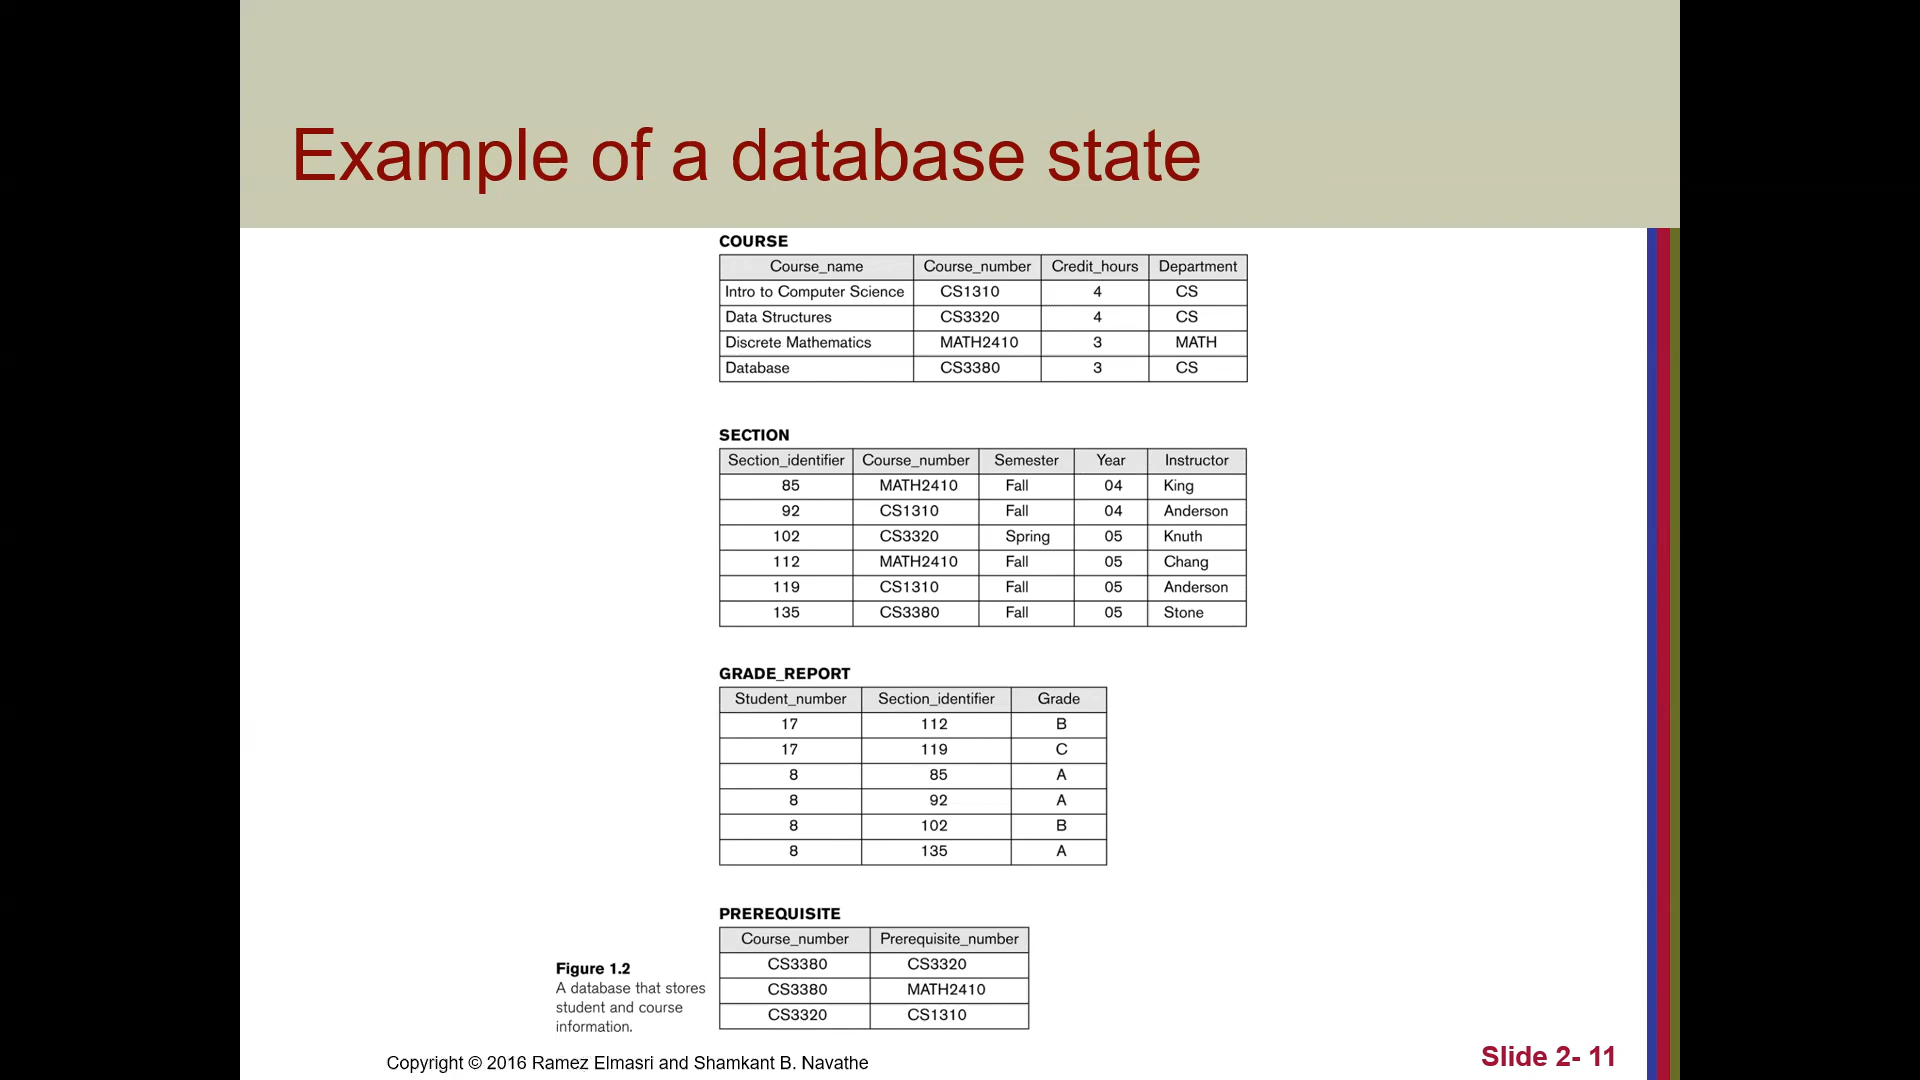 Example of a database state
COURSE
Course_name Course_number Credit_hours Department
Intro to Computer Science CS1310 4 CS
Data Structures CS3320 4 CS
Discrete Mathematics MATH2410 3 MATH
Database CS3380 3 CS
SECTION
Section_identifier Course_number Semester Year Instructor
85 MATH2410 Fall 04 King
92 CS1310 Fall 04 Anderson
102 CS3320 Spring 05 Knuth
112 MATH2410 Fall 05 Chang
119 CS1310 Fall 05 Anderson
135 CS3380 Fall 05 Stone
GRADE_REPORT
Student_number Section_identifier Grade
17 112 B
17 119 C
8 85 A
8 92 A
8 102 B
8 135 A
PREREQUISITE
Course_number Prerequisite_number
CS3380 CS3320
CS3380 MATH2410
CS3320 CS1310
Figure 1.2
A database that stores
student and course
information.
Copyright © 2016 Ramez Elmasri and Shamkant B. Navathe
Slide 2- 11